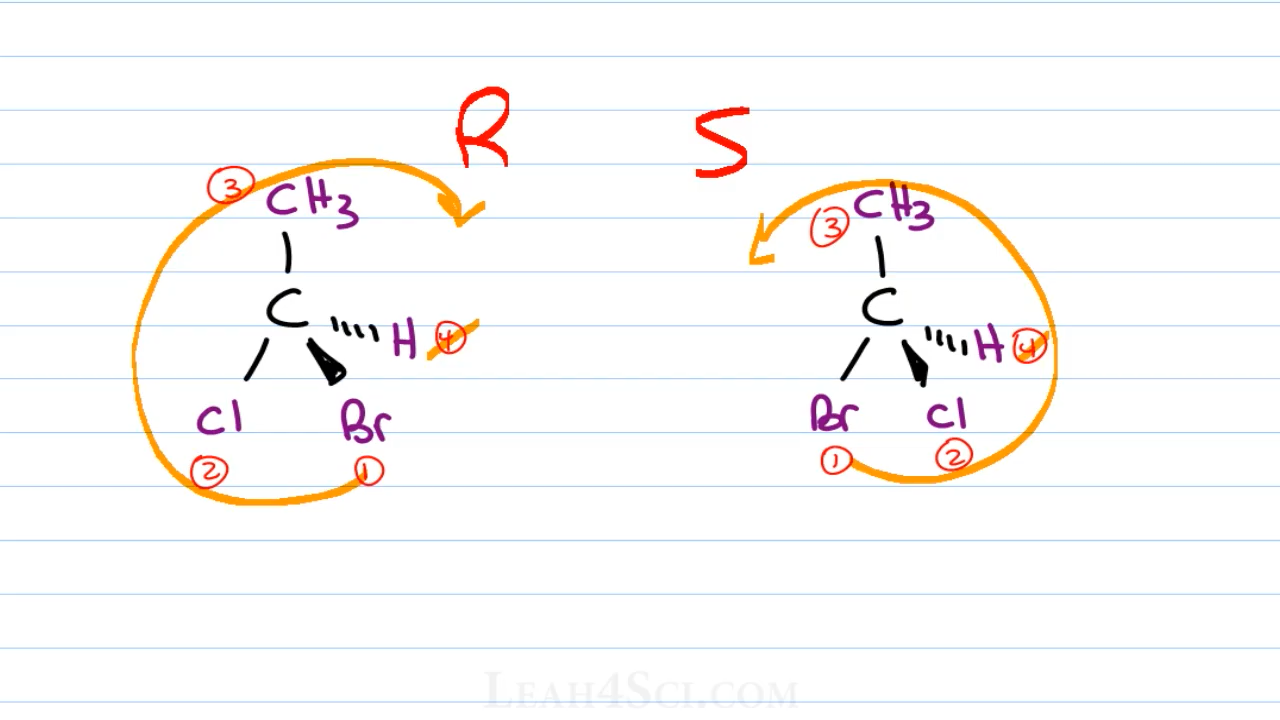 R S
③ CH3 ③ CH3
C C
H ④ H ④
Cl Br Br Cl
② ① ① ②
LEAH4SCI.COM